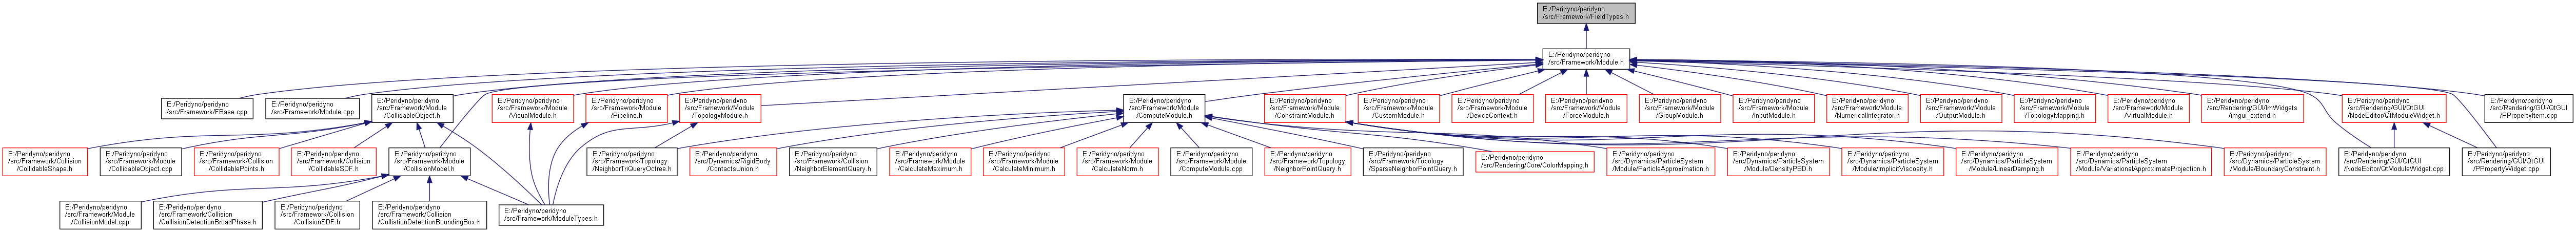 E:/Peridyno/peridyno
/src/Framework/FieldTypes.h
E:/Peridyno/peridyno
/src/Framework/Module.h
E:/Peridyno/peridyno
/src/Framework/FBase.cpp
E:/Peridyno/peridyno
/src/Framework/Module.cpp
E:/Peridyno/peridyno
/src/Framework/Module
/CollidableObject.h
E:/Peridyno/peridyno
/src/Framework/Module
/VisualModule.h
E:/Peridyno/peridyno
/src/Framework/Module
/Pipeline.h
E:/Peridyno/peridyno
/src/Framework/Module
/TopologyModule.h
E:/Peridyno/peridyno
/src/Framework/Module
/ComputeModule.h
E:/Peridyno/peridyno
/src/Framework/Module
/ConstraintModule.h
E:/Peridyno/peridyno
/src/Framework/Module
/CustomModule.h
E:/Peridyno/peridyno
/src/Framework/Module
/DeviceContext.h
E:/Peridyno/peridyno
/src/Framework/Module
/ForceModule.h
E:/Peridyno/peridyno
/src/Framework/Module
/GroupModule.h
E:/Peridyno/peridyno
/src/Framework/Module
/InputModule.h
E:/Peridyno/peridyno
/src/Framework/Module
/NumericalIntegrator.h
E:/Peridyno/peridyno
/src/Framework/Module
/OutputModule.h
E:/Peridyno/peridyno
/src/Framework/Module
/TopologyMapping.h
E:/Peridyno/peridyno
/src/Framework/Module
/VirtualModule.h
E:/Peridyno/peridyno
/src/Rendering/GUI/ImWidgets
/imgui_extend.h
E:/Peridyno/peridyno
/src/Rendering/GUI/QtGUI
/NodeEditor/QtModuleWidget.h
E:/Peridyno/peridyno
/src/Rendering/GUI/QtGUI
/PPropertyItem.cpp
E:/Peridyno/peridyno
/src/Framework/Collision
/CollidableShape.h
E:/Peridyno/peridyno
/src/Framework/Module
/CollidableObject.cpp
E:/Peridyno/peridyno
/src/Framework/Collision
/CollidablePoints.h
E:/Peridyno/peridyno
/src/Framework/Collision
/CollidableSDF.h
E:/Peridyno/peridyno
/src/Framework/Module
/CollisionModel.h
E:/Peridyno/peridyno
/src/Framework/Topology
/NeighborTriQueryOctree.h
E:/Peridyno/peridyno
/src/Dynamics/RigidBody
/ContactsUnion.h
E:/Peridyno/peridyno
/src/Framework/Collision
/NeighborElementQuery.h
E:/Peridyno/peridyno
/src/Framework/Module
/CalculateMaximum.h
E:/Peridyno/peridyno
/src/Framework/Module
/CalculateMinimum.h
E:/Peridyno/peridyno
/src/Framework/Module
/CalculateNorm.h
E:/Peridyno/peridyno
/src/Framework/Module
/ComputeModule.cpp
E:/Peridyno/peridyno
/src/Framework/Topology
/NeighborPointQuery.h
E:/Peridyno/peridyno
/src/Framework/Topology
/SparseNeighborPointQuery.h
E:/Peridyno/peridyno
/src/Rendering/Core/ColorMapping.h
E:/Peridyno/peridyno
/src/Dynamics/ParticleSystem
/Module/ParticleApproximation.h
E:/Peridyno/peridyno
/src/Dynamics/ParticleSystem
/Module/DensityPBD.h
E:/Peridyno/peridyno
/src/Dynamics/ParticleSystem
/Module/ImplicitViscosity.h
E:/Peridyno/peridyno
/src/Dynamics/ParticleSystem
/Module/LinearDamping.h
E:/Peridyno/peridyno
/src/Dynamics/ParticleSystem
/Module/VariationalApproximateProjection.h
E:/Peridyno/peridyno
/src/Dynamics/ParticleSystem
/Module/BoundaryConstraint.h
E:/Peridyno/peridyno
/src/Rendering/GUI/QtGUI
/NodeEditor/QtModuleWidget.cpp
E:/Peridyno/peridyno
/src/Rendering/GUI/QtGUI
/PPropertyWidget.cpp
E:/Peridyno/peridyno
/src/Framework/Module
/CollisionModel.cpp
E:/Peridyno/peridyno
/src/Framework/Collision
/CollisionDetectionBroadPhase.h
E:/Peridyno/peridyno
/src/Framework/Collision
/CollisionSDF.h
E:/Peridyno/peridyno
/src/Framework/Collision
/CollistionDetectionBoundingBox.h
E:/Peridyno/peridyno
/src/Framework/ModuleTypes.h